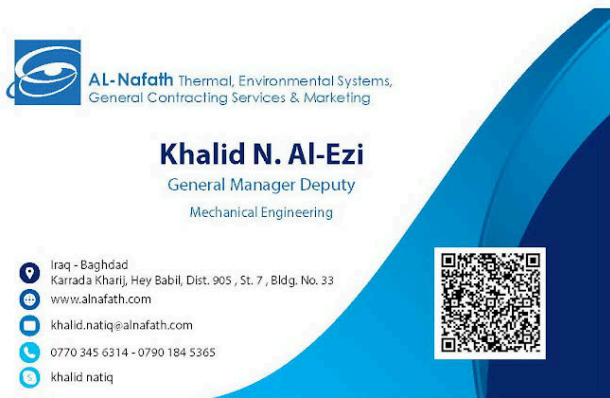 AL-Nafath Thermal, Environmental Systems,
General Contracting Services & Marketing
Khalid N. Al-Ezi
General Manager Deputy
Mechanical Engineering
Iraq - Baghdad
Karrada Kharij, Hey Babil, Dist. 905 , St. 7 , Bldg. No. 33
www.alnafath.com
khalid.natiq@alnafath.com
0770 345 6314 - 0790 184 5365
khalid natiq